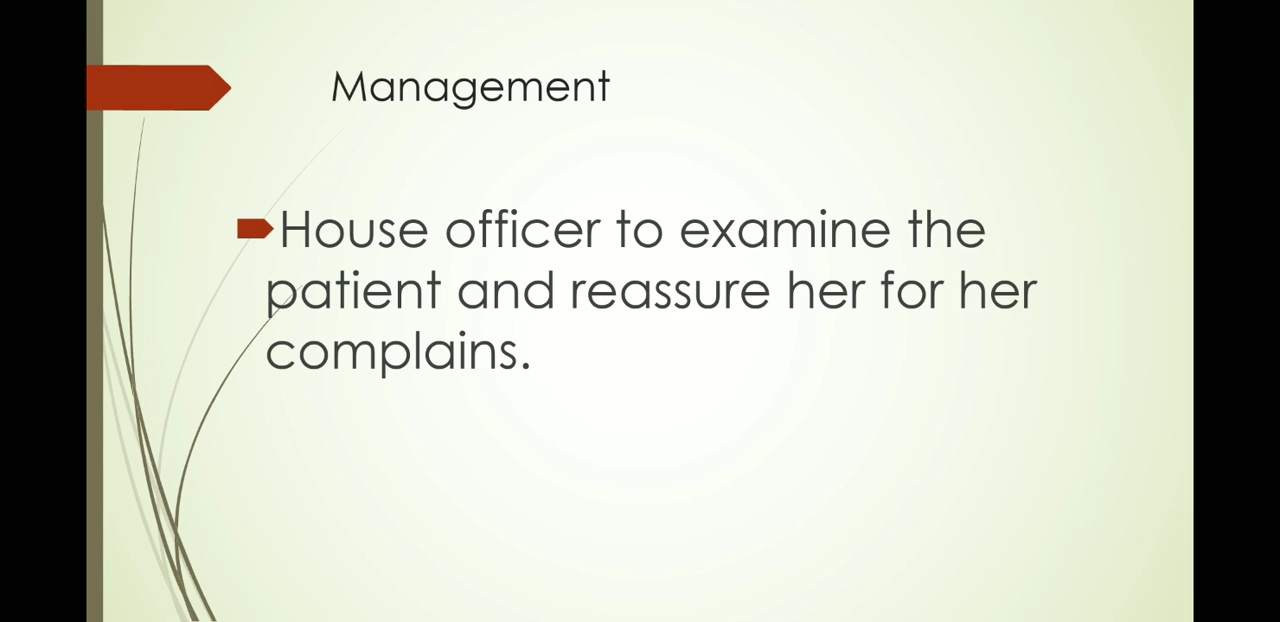 Management
House officer to examine the
patient and reassure her for her
complains.